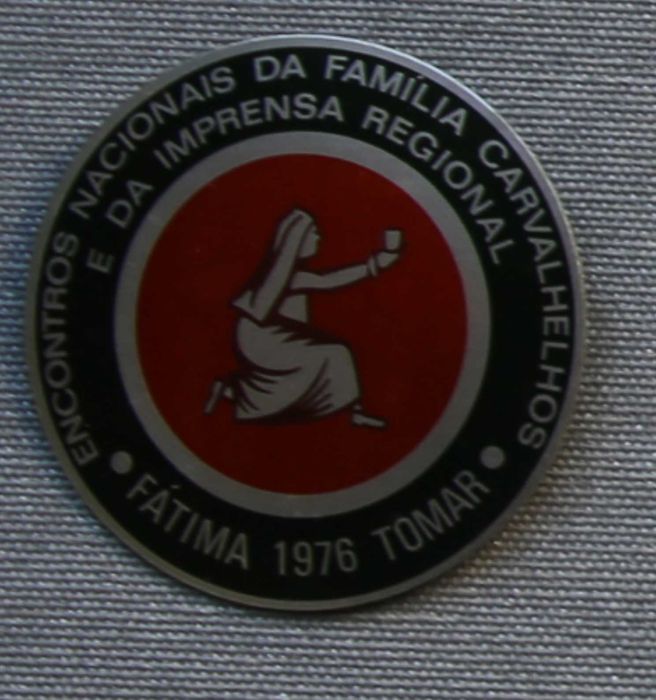 ENCONTROS NACIONAIS DA FAMÍLIA CARVALHELHOS
E DA IMPRENSA REGIONAL
• FÁTIMA 1976 TOMAR •